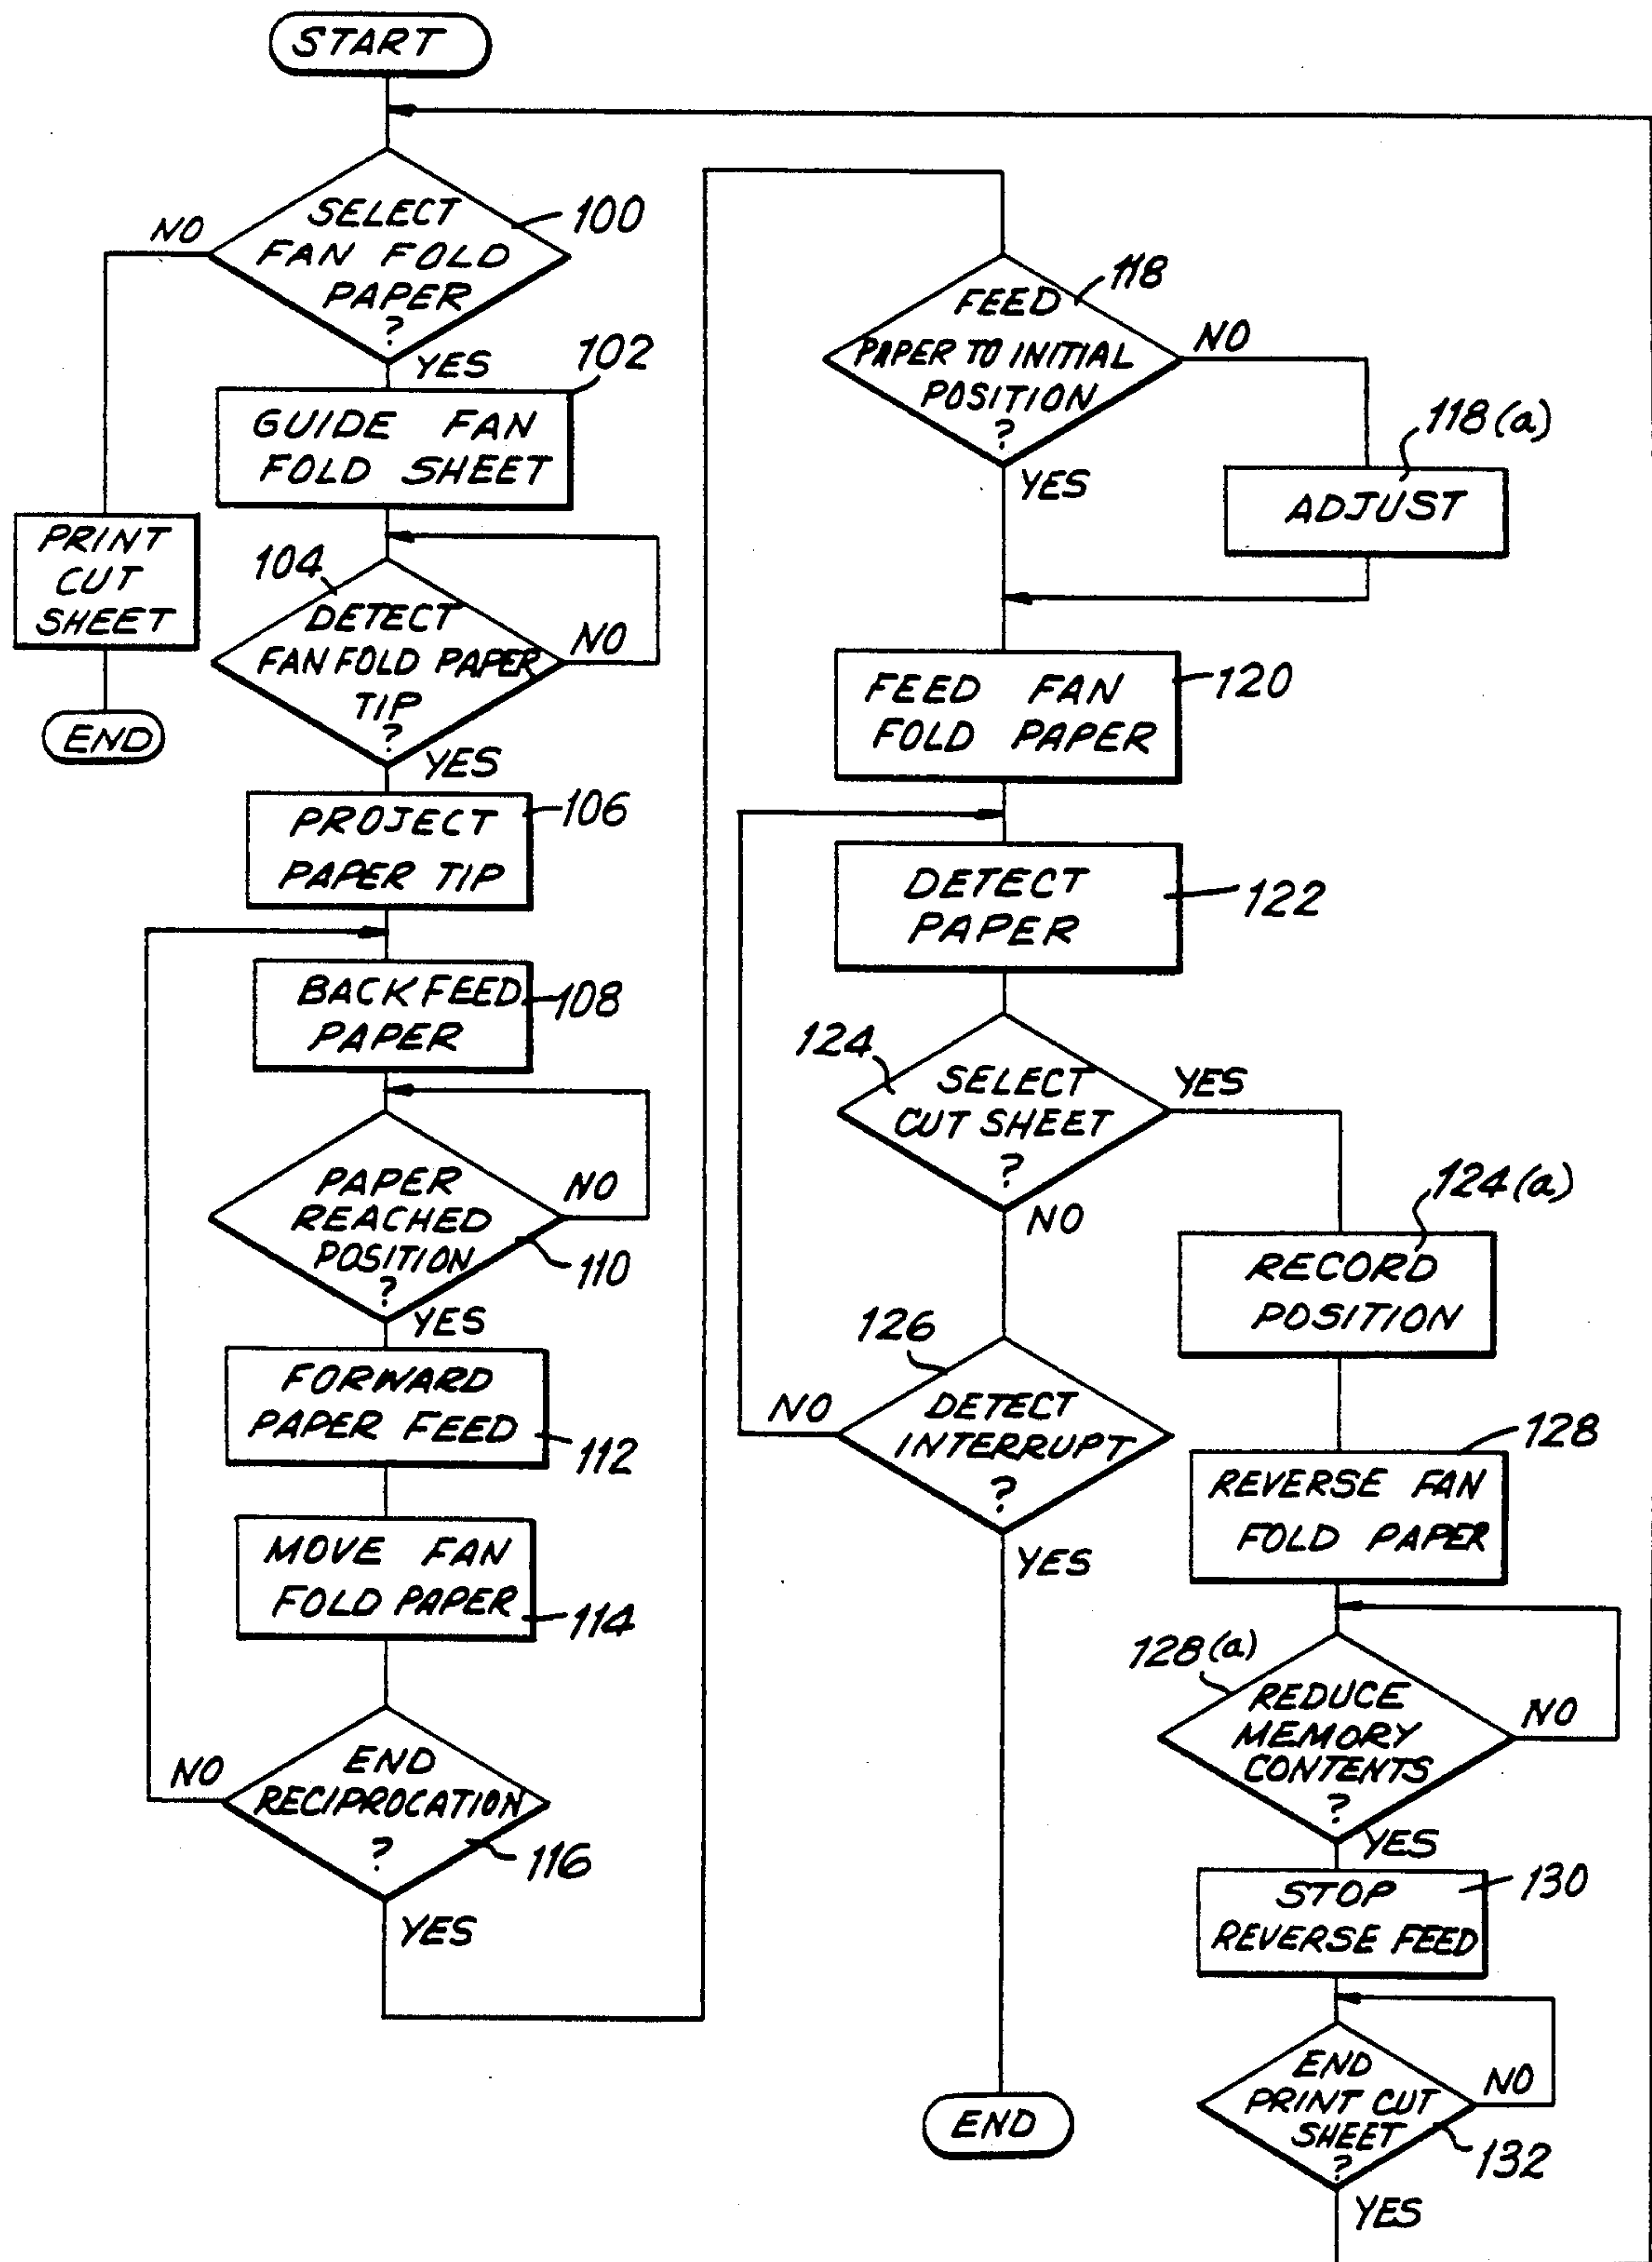 START
SELECT
FAN FOLD
PAPER
?
100
NO
YES
102
GUIDE FAN
FOLD SHEET
PRINT
CUT
SHEET
END
104
DETECT
FAN FOLD PAPER
TIP
?
NO
YES
PROJECT
PAPER TIP
106
BACK FEED
PAPER
108
PAPER
REACHED
POSITION
?
NO
110
YES
FORWARD
PAPER FEED
112
MOVE FAN
FOLD PAPER
114
END
RECIPROCATION
?
NO
116
YES
118
FEED
PAPER TO INITIAL
POSITION
?
NO
YES
118(a)
ADJUST
FEED FAN
FOLD PAPER
120
DETECT
PAPER
122
124
SELECT
CUT SHEET
?
YES
NO
124(a)
RECORD
POSITION
126
DETECT
INTERRUPT
?
NO
YES
END
128
REVERSE FAN
FOLD PAPER
128(a)
REDUCE
MEMORY
CONTENTS
?
NO
YES
STOP
REVERSE FEED
130
END
PRINT CUT
SHEET
?
NO
132
YES